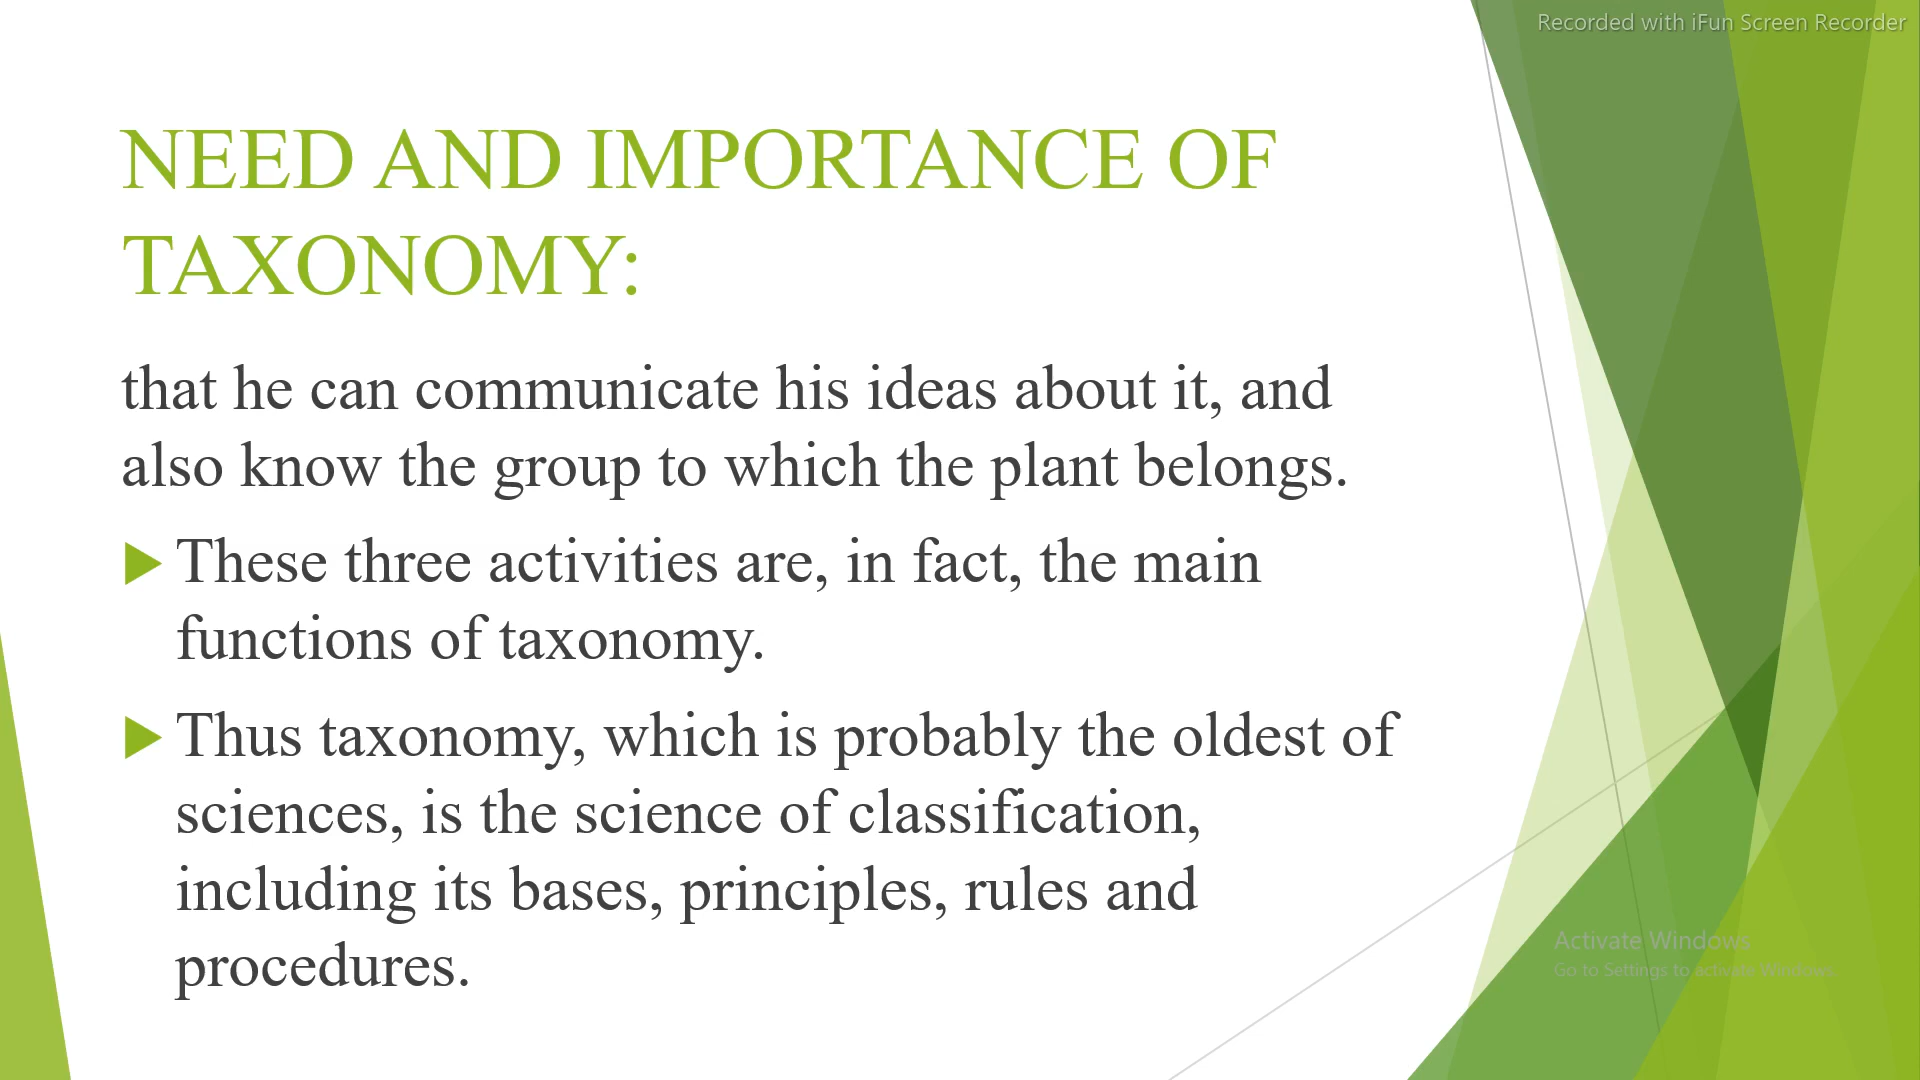 Recorded with iFun Screen Recorder
NEED AND IMPORTANCE OF
TAXONOMY:
that he can communicate his ideas about it, and
also know the group to which the plant belongs.
These three activities are, in fact, the main
functions of taxonomy.
Thus taxonomy, which is probably the oldest of
sciences, is the science of classification,
including its bases, principles, rules and
procedures.
Activate Windows
Go to Settings to activate Windows.